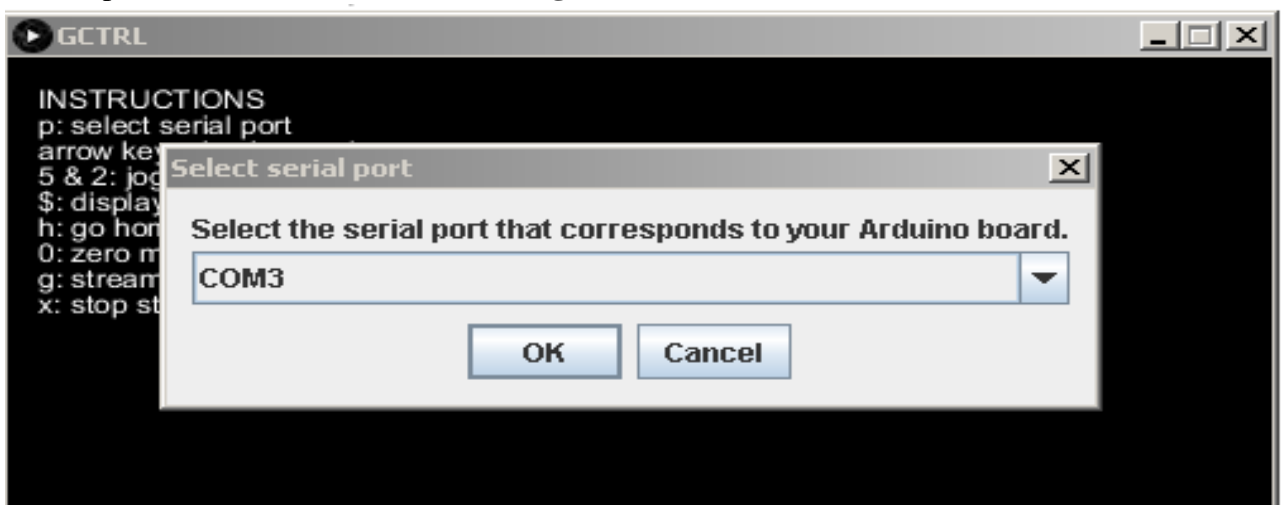 GCTRL
INSTRUCTIONS
p: select serial port
arrow key
5 & 2: jog
$: display
h: go hon
0: zero m
g: stream
x: stop st
Select serial port
Select the serial port that corresponds to your Arduino board.
COM3
OK
Cancel